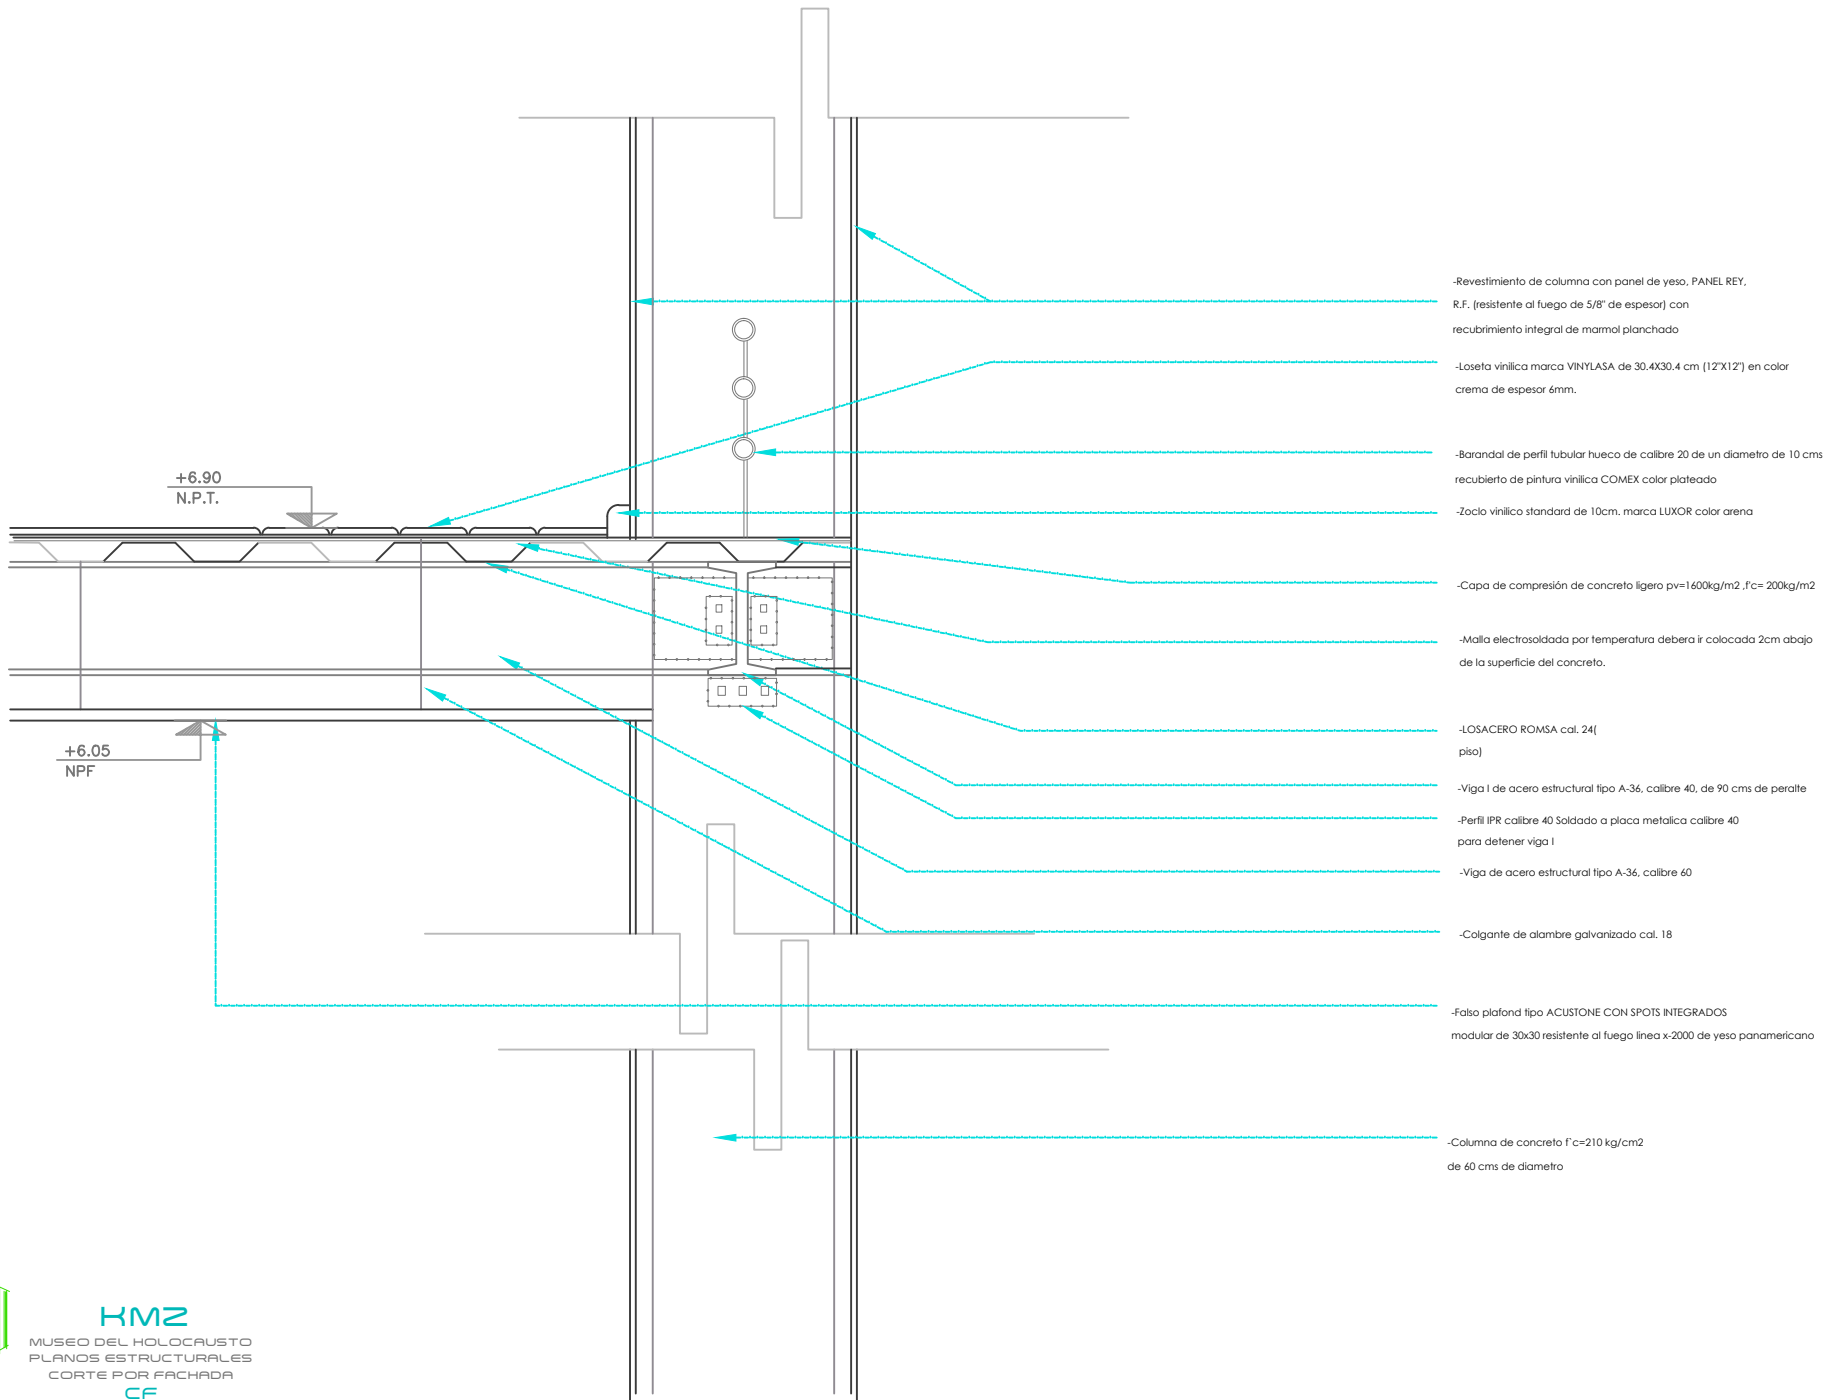 -Revestimiento de columna con panel de yeso, PANEL REY,
R.F. (resistente al fuego de 5/8" de espesor) con
recubrimiento integral de marmol planchado
-Loseta vinilica marca VINYLASA de 30.4X30.4 cm (12"X12") en color
crema de espesor 6mm.
-Barandal de perfil tubular hueco de calibre 20 de un diametro de 10 cms
recubierto de pintura vinilica COMEX color plateado
+6.90
N.P.T.
-Zoclo vinilico standard de 10cm. marca LUXOR color arena
-Capa de compresión de concreto ligero pv=1600kg/m2 ,f'c= 200kg/m2
-Malla electrosoldada por temperatura debera ir colocada 2cm abajo
de la superficie del concreto.
-LOSACERO ROMSA cal. 24(
piso)
+6.05
NPF
-Viga I de acero estructural tipo A-36, calibre 40, de 90 cms de peralte
-Perfil IPR calibre 40 Soldado a placa metalica calibre 40
para detener viga I
-Viga de acero estructural tipo A-36, calibre 60
-Colgante de alambre galvanizado cal. 18
-Falso plafond tipo ACUSTONE CON SPOTS INTEGRADOS
modular de 30x30 resistente al fuego linea x-2000 de yeso panamericano
-Columna de concreto f`c=210 kg/cm2
de 60 cms de diametro
KMZ
MUSEO DEL HOLOCAUSTO
PLANOS ESTRUCTURALES
CORTE POR FACHADA
CF